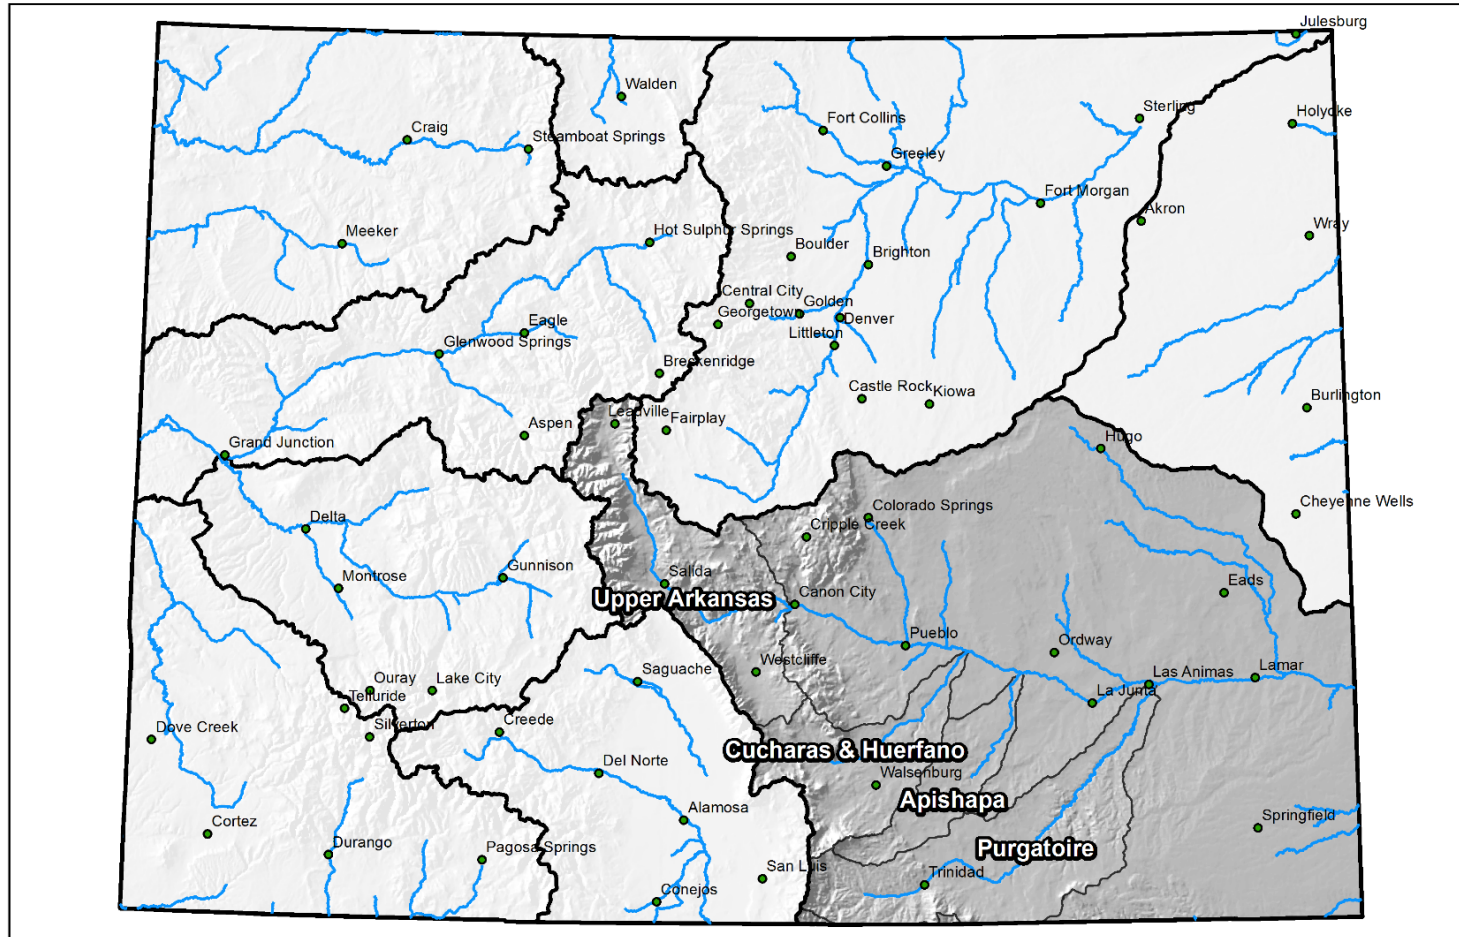 Julesburg
Walden
Sterling
Holyoke
Fort Collins
Craig
Steamboat Springs
Greeley
Fort Morgan
Akron
Wray
Meeker
Hot Sulphur Springs
Boulder
Brighton
Central City
Golden
Georgetown
Denver
Eagle
Littleton
Glenwood Springs
Breckenridge
Castle Rock
Kiowa
Burlington
Leadville
Aspen
Fairplay
Grand Junction
Hugo
Cheyenne Wells
Colorado Springs
Delta
Cripple Creek
Gunnison
Montrose
Salida
Eads
Upper Arkansas
Canon City
Pueblo
Ordway
Saguache
Westcliffe
Las Animas
Lamar
Ouray
Lake City
La Junta
Telluride
Dove Creek
Silverton
Creede
Cucharas & Huerfano
Del Norte
Walsenburg
Apishapa
Alamosa
Springfield
Cortez
Durango
Pagosa Springs
Purgatoire
San Luis
Trinidad
Conejos